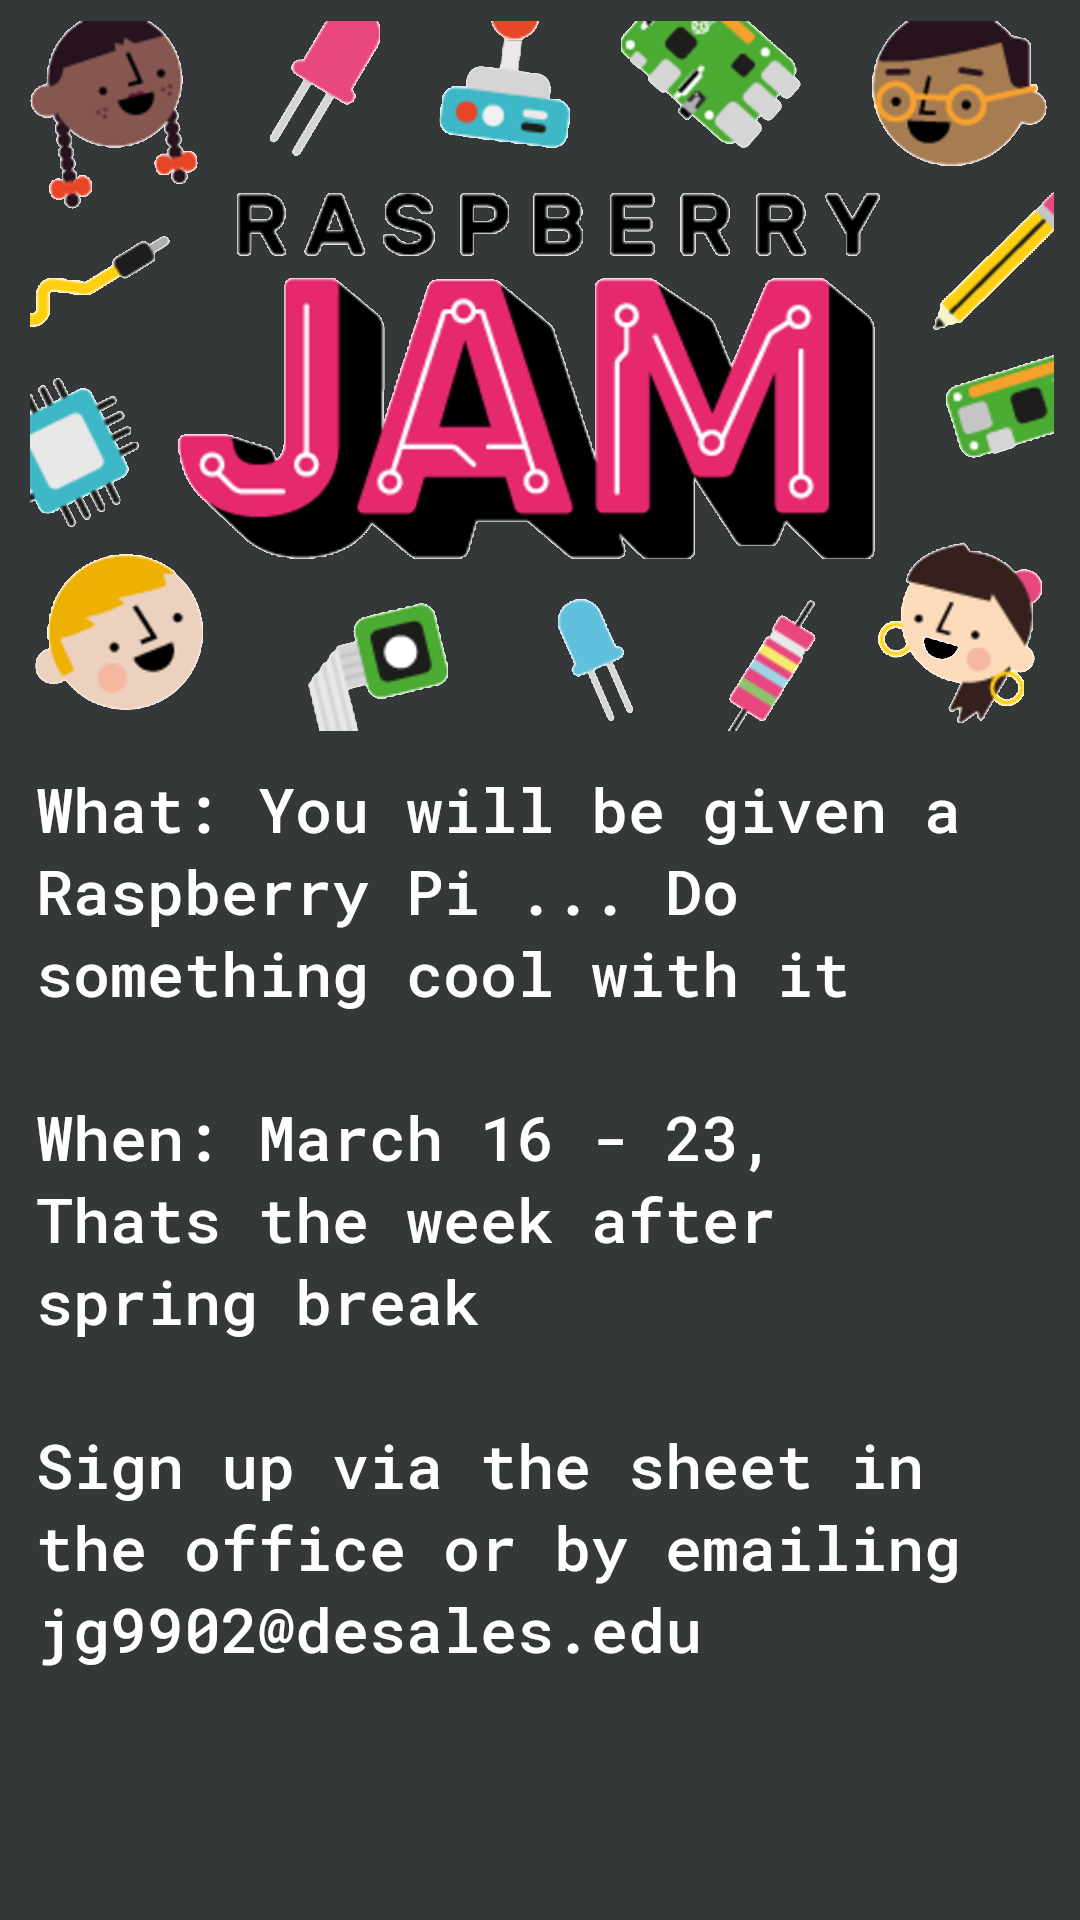 RASPBERRY
JAM
What: You will be given a
Raspberry Pi ... Do
something cool with it
When: March 16 - 23,
Thats the week after
spring break
Sign up via the sheet in
the office or by emailing
jg9902@desales.edu